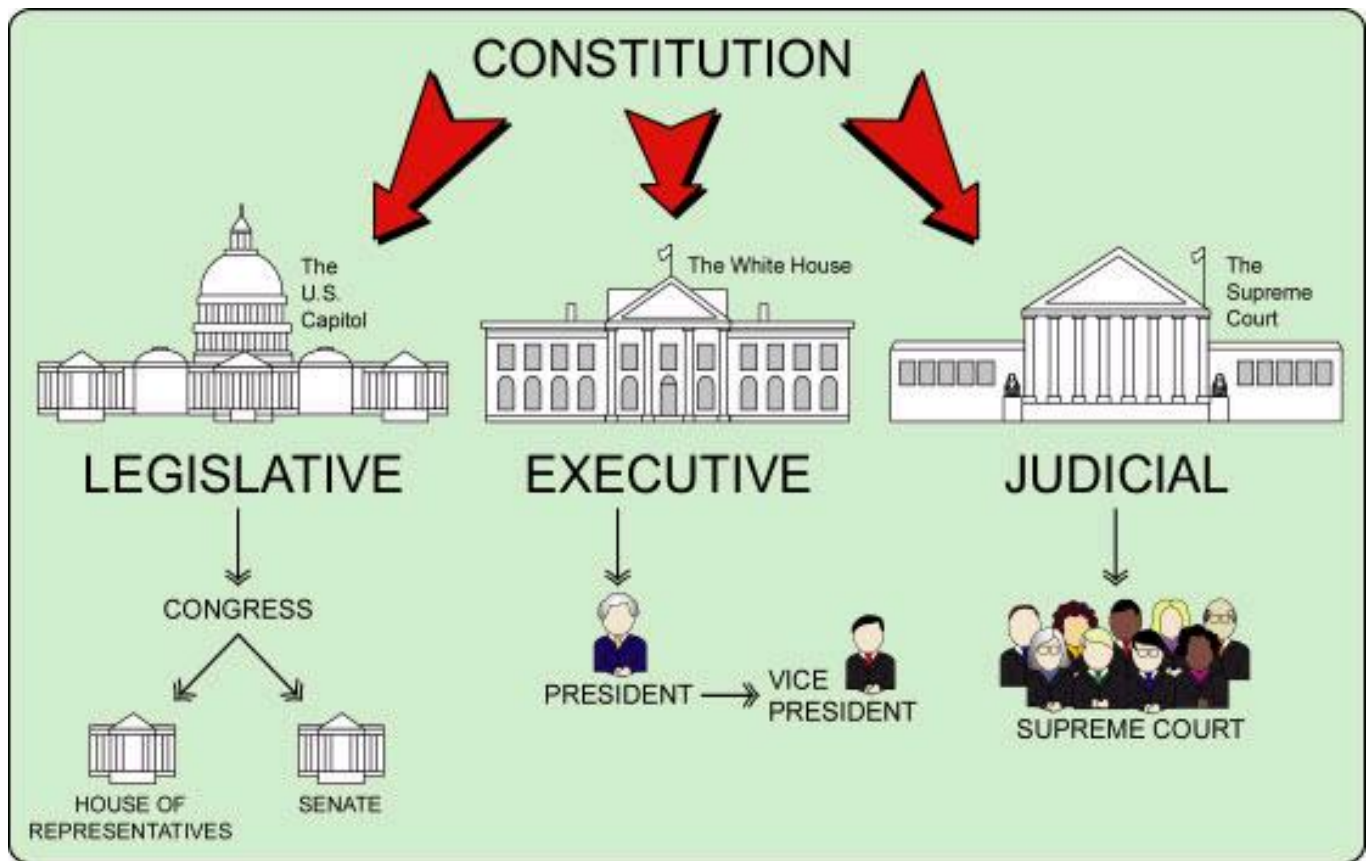 CONSTITUTION
The
U.S.
Capitol
The White House
The
Supreme
Court
LEGISLATIVE
EXECUTIVE
JUDICIAL
CONGRESS
PRESIDENT
VICE
PRESIDENT
SUPREME COURT
HOUSE OF
REPRESENTATIVES
SENATE